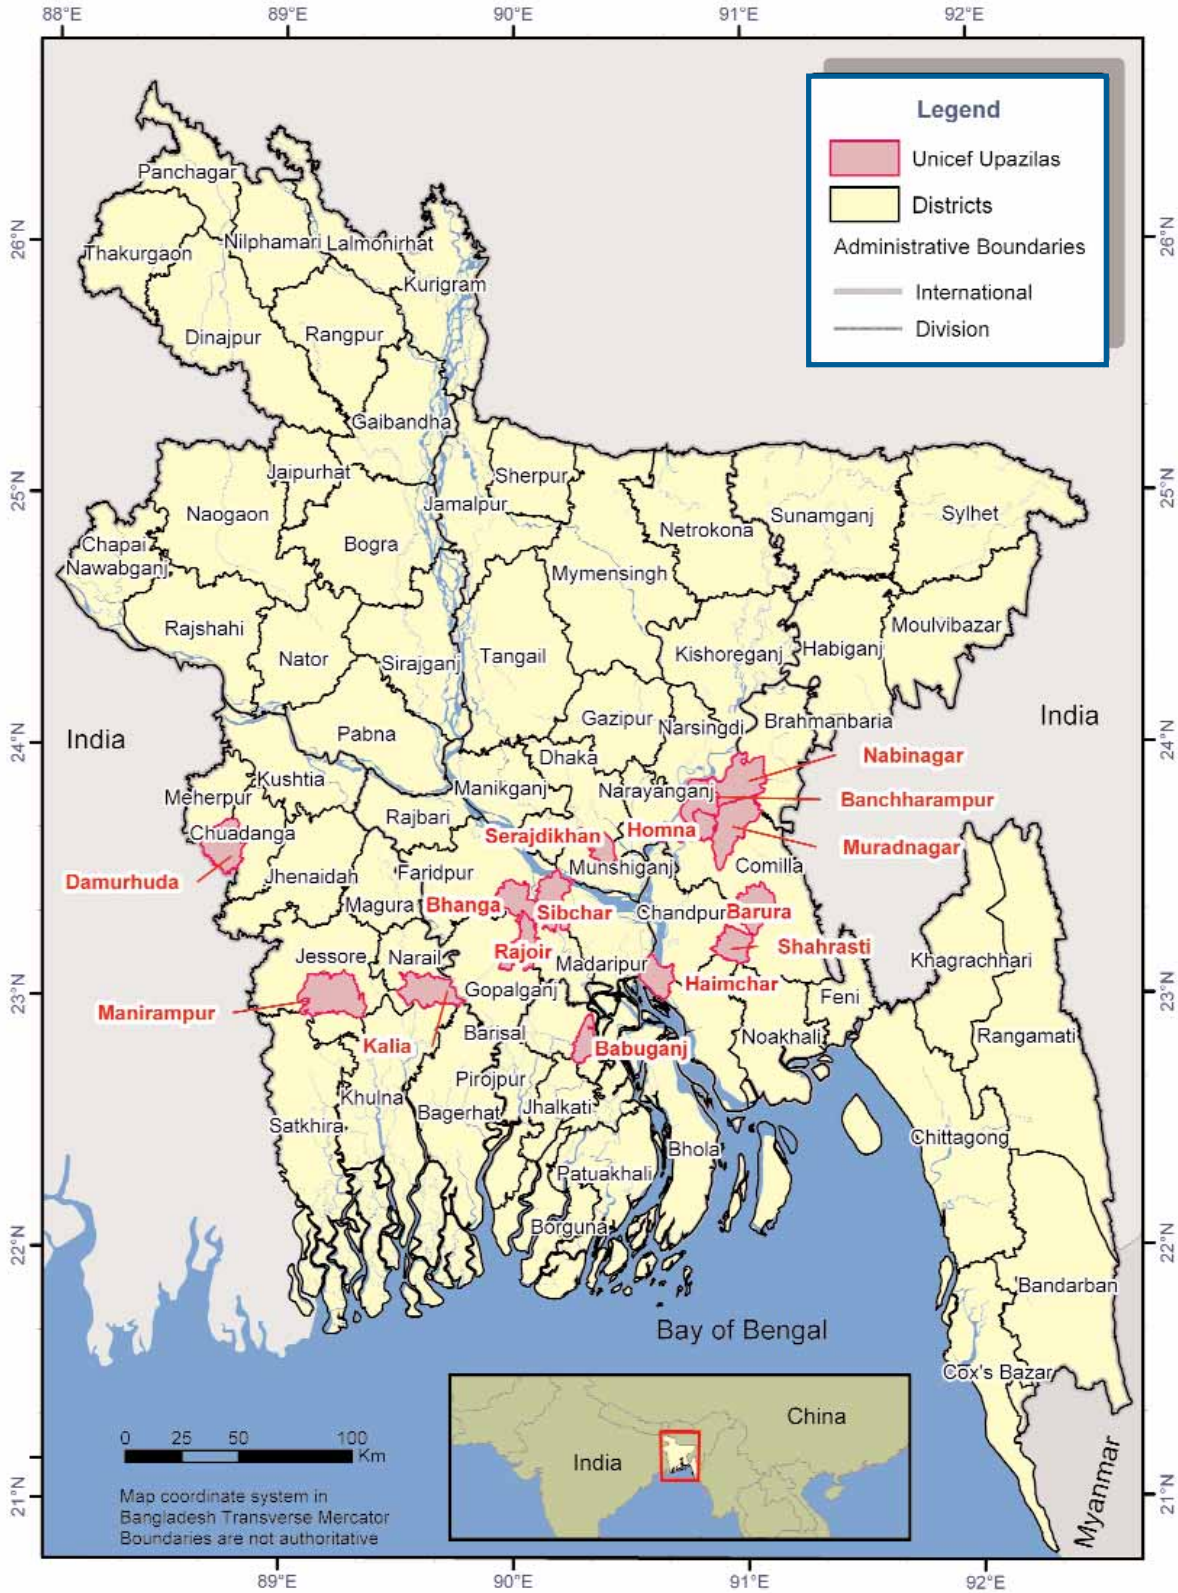 88°E 89°E 90°E 91°E 92°E
Legend
Unicef Upazilas
Districts
Administrative Boundaries
International
Division
26°N
26°N
25°N
25°N
24°N
24°N
23°N
23°N
22°N
22°N
21°N
21°N
Panchagar
Thakurgaon
Nilphamari
Lalmonirhat
Kurigram
Dinajpur
Rangpur
Gaibandha
Jaipurhat
Sherpur
Jamalpur
Naogaon
Netrokona
Sunamganj
Sylhet
Chapai
Nawabganj
Bogra
Mymensingh
Rajshahi
Moulvibazar
Nator
Sirajganj
Tangail
Kishoreganj
Habiganj
India
India
Pabna
Gazipur
Narsingdi
Brahmanbaria
Dhaka
Nabinagar
Kushtia
Manikganj
Narayanganj
Meherpur
Banchharampur
Rajbari
Chuadanga
Serajdikhan
Homna
Muradnagar
Damurhuda
Jhenaidah
Faridpur
Munshiganj
Comilla
Magura
Bhanga
Sibchar
Chandpur
Barura
Rajoir
Shahrasti
Jessore
Narail
Madaripur
Khagrachhari
Gopalganj
Haimchar
Feni
Manirampur
Kalia
Barisal
Babuganj
Noakhali
Rangamati
Pirojpur
Khulna
Bagerhat
Jhalkati
Satkhira
Chittagong
Bhola
Patuakhali
Borguna
Bandarban
Bay of Bengal
Cox's Bazar
China
India
Myanmar
0 25 50 100
Km
Map coordinate system in
Bangladesh Transverse Mercator
Boundaries are not authoritative
89°E 90°E 91°E 92°E